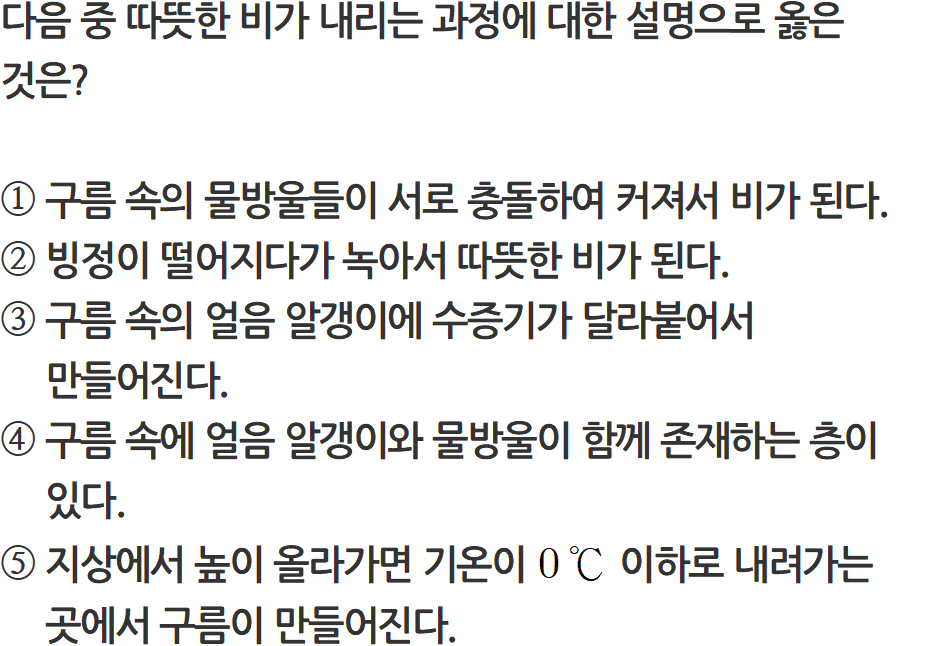 다음 중 따뜻한 비가 내리는 과정에 대한 설명으로 옳은
것은?
① 구름 속의 물방울들이 서로 충돌하여 커져서 비가 된다.
② 빙정이 떨어지다가 녹아서 따뜻한 비가 된다.
③ 구름 속의 얼음 알갱이에 수증기가 달라붙어서
만들어진다.
④ 구름 속에 얼음 알갱이와 물방울이 함께 존재하는 층이
있다.
⑤ 지상에서 높이 올라가면 기온이 0 ℃ 이하로 내려가는
곳에서 구름이 만들어진다.